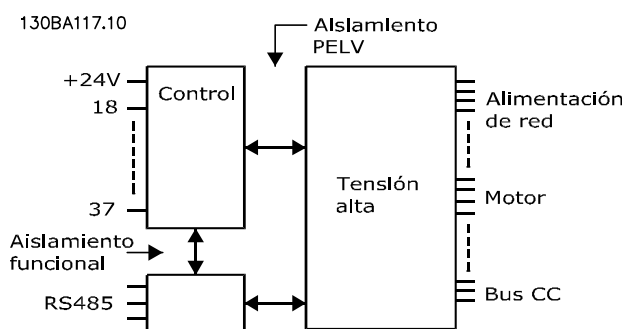 130BA117.10
Aislamiento
PELV
+24V
Control
18
Alimentación
de red
Tensión
alta
37
Motor
Aislamiento
funcional
RS485
Bus CC